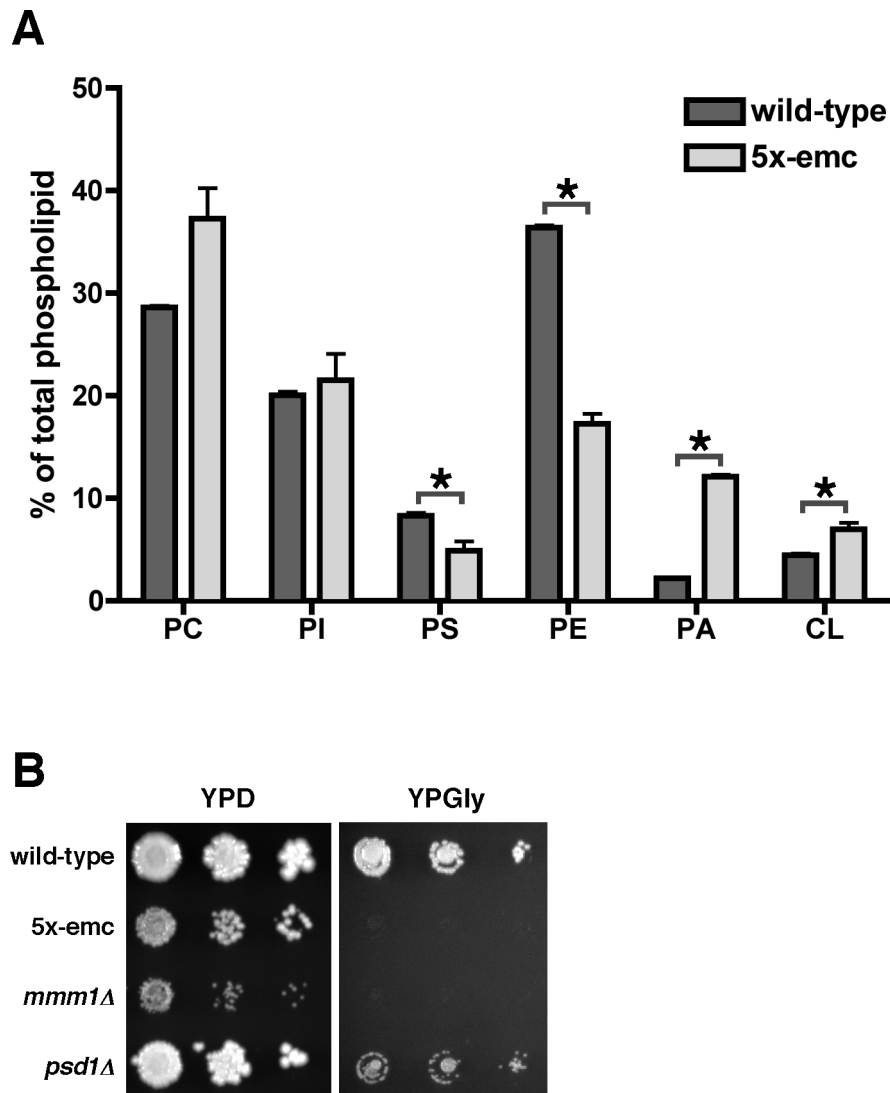 A
50
40
30
20
10
0
% of total phospholipid
wild-type
5x-emc
*
*
*
*
PC PI PS PE PA CL
B
YPD YPGly
wild-type
5x-emc
mmm1Δ
psd1Δ